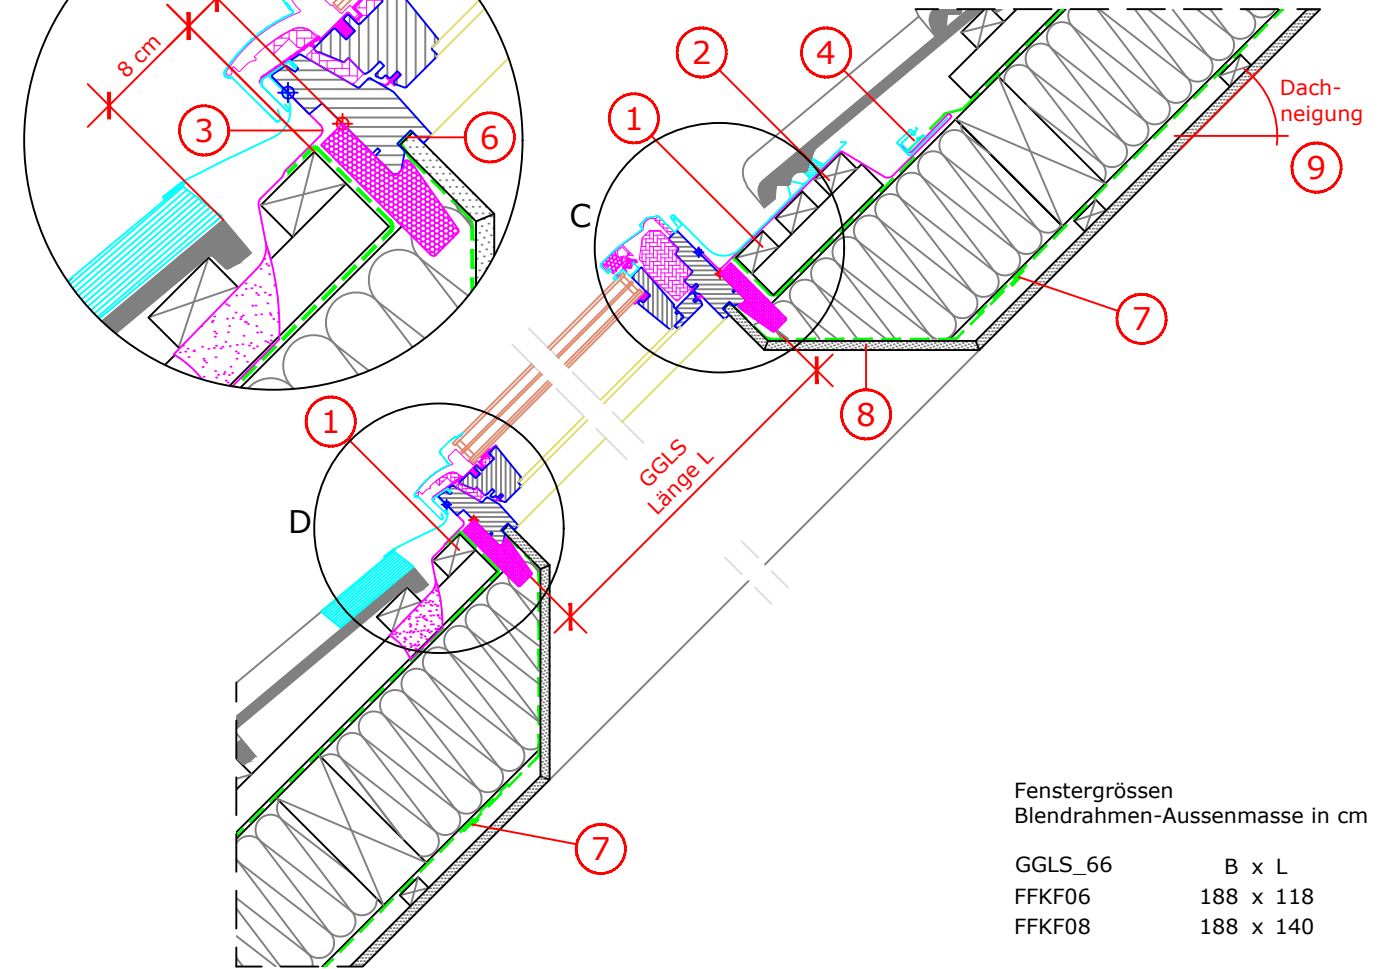 8 cm
3
6
2
4
1
Dach-
neigung
9
C
7
8
1
GGLS
Länge L
D
7
Fenstergrössen
Blendrahmen-Aussenmasse in cm
GGLS_66 B x L
FFKF06 188 x 118
FFKF08 188 x 140